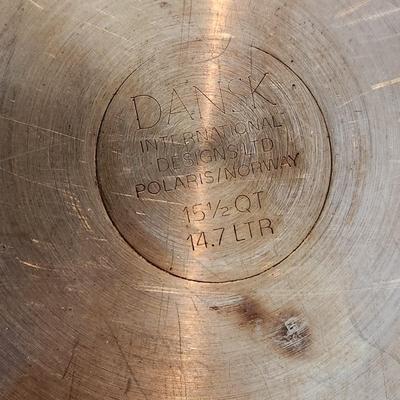 DANSK
INTERNATIONAL
DESIGNS LTD
POLARIS/NORWAY
15½ QT
14.7 LTR